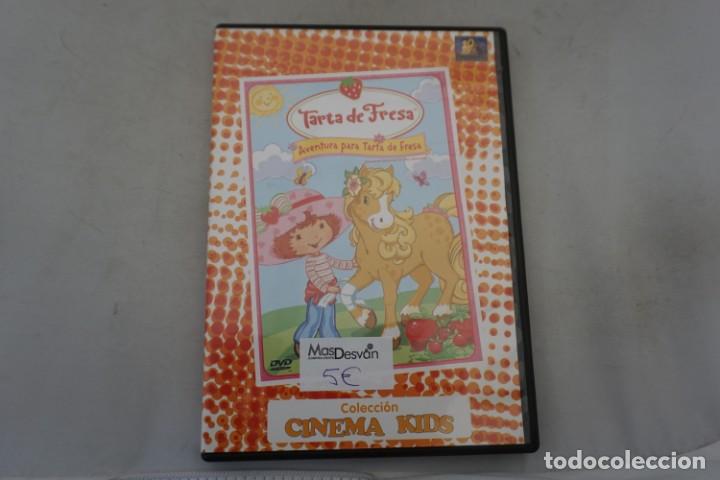 Tarta de Fresa
Aventura para Tarta de Fresa
DVD
MasDesván
5€
Colección
CINEMA KIDS
todocoleccion